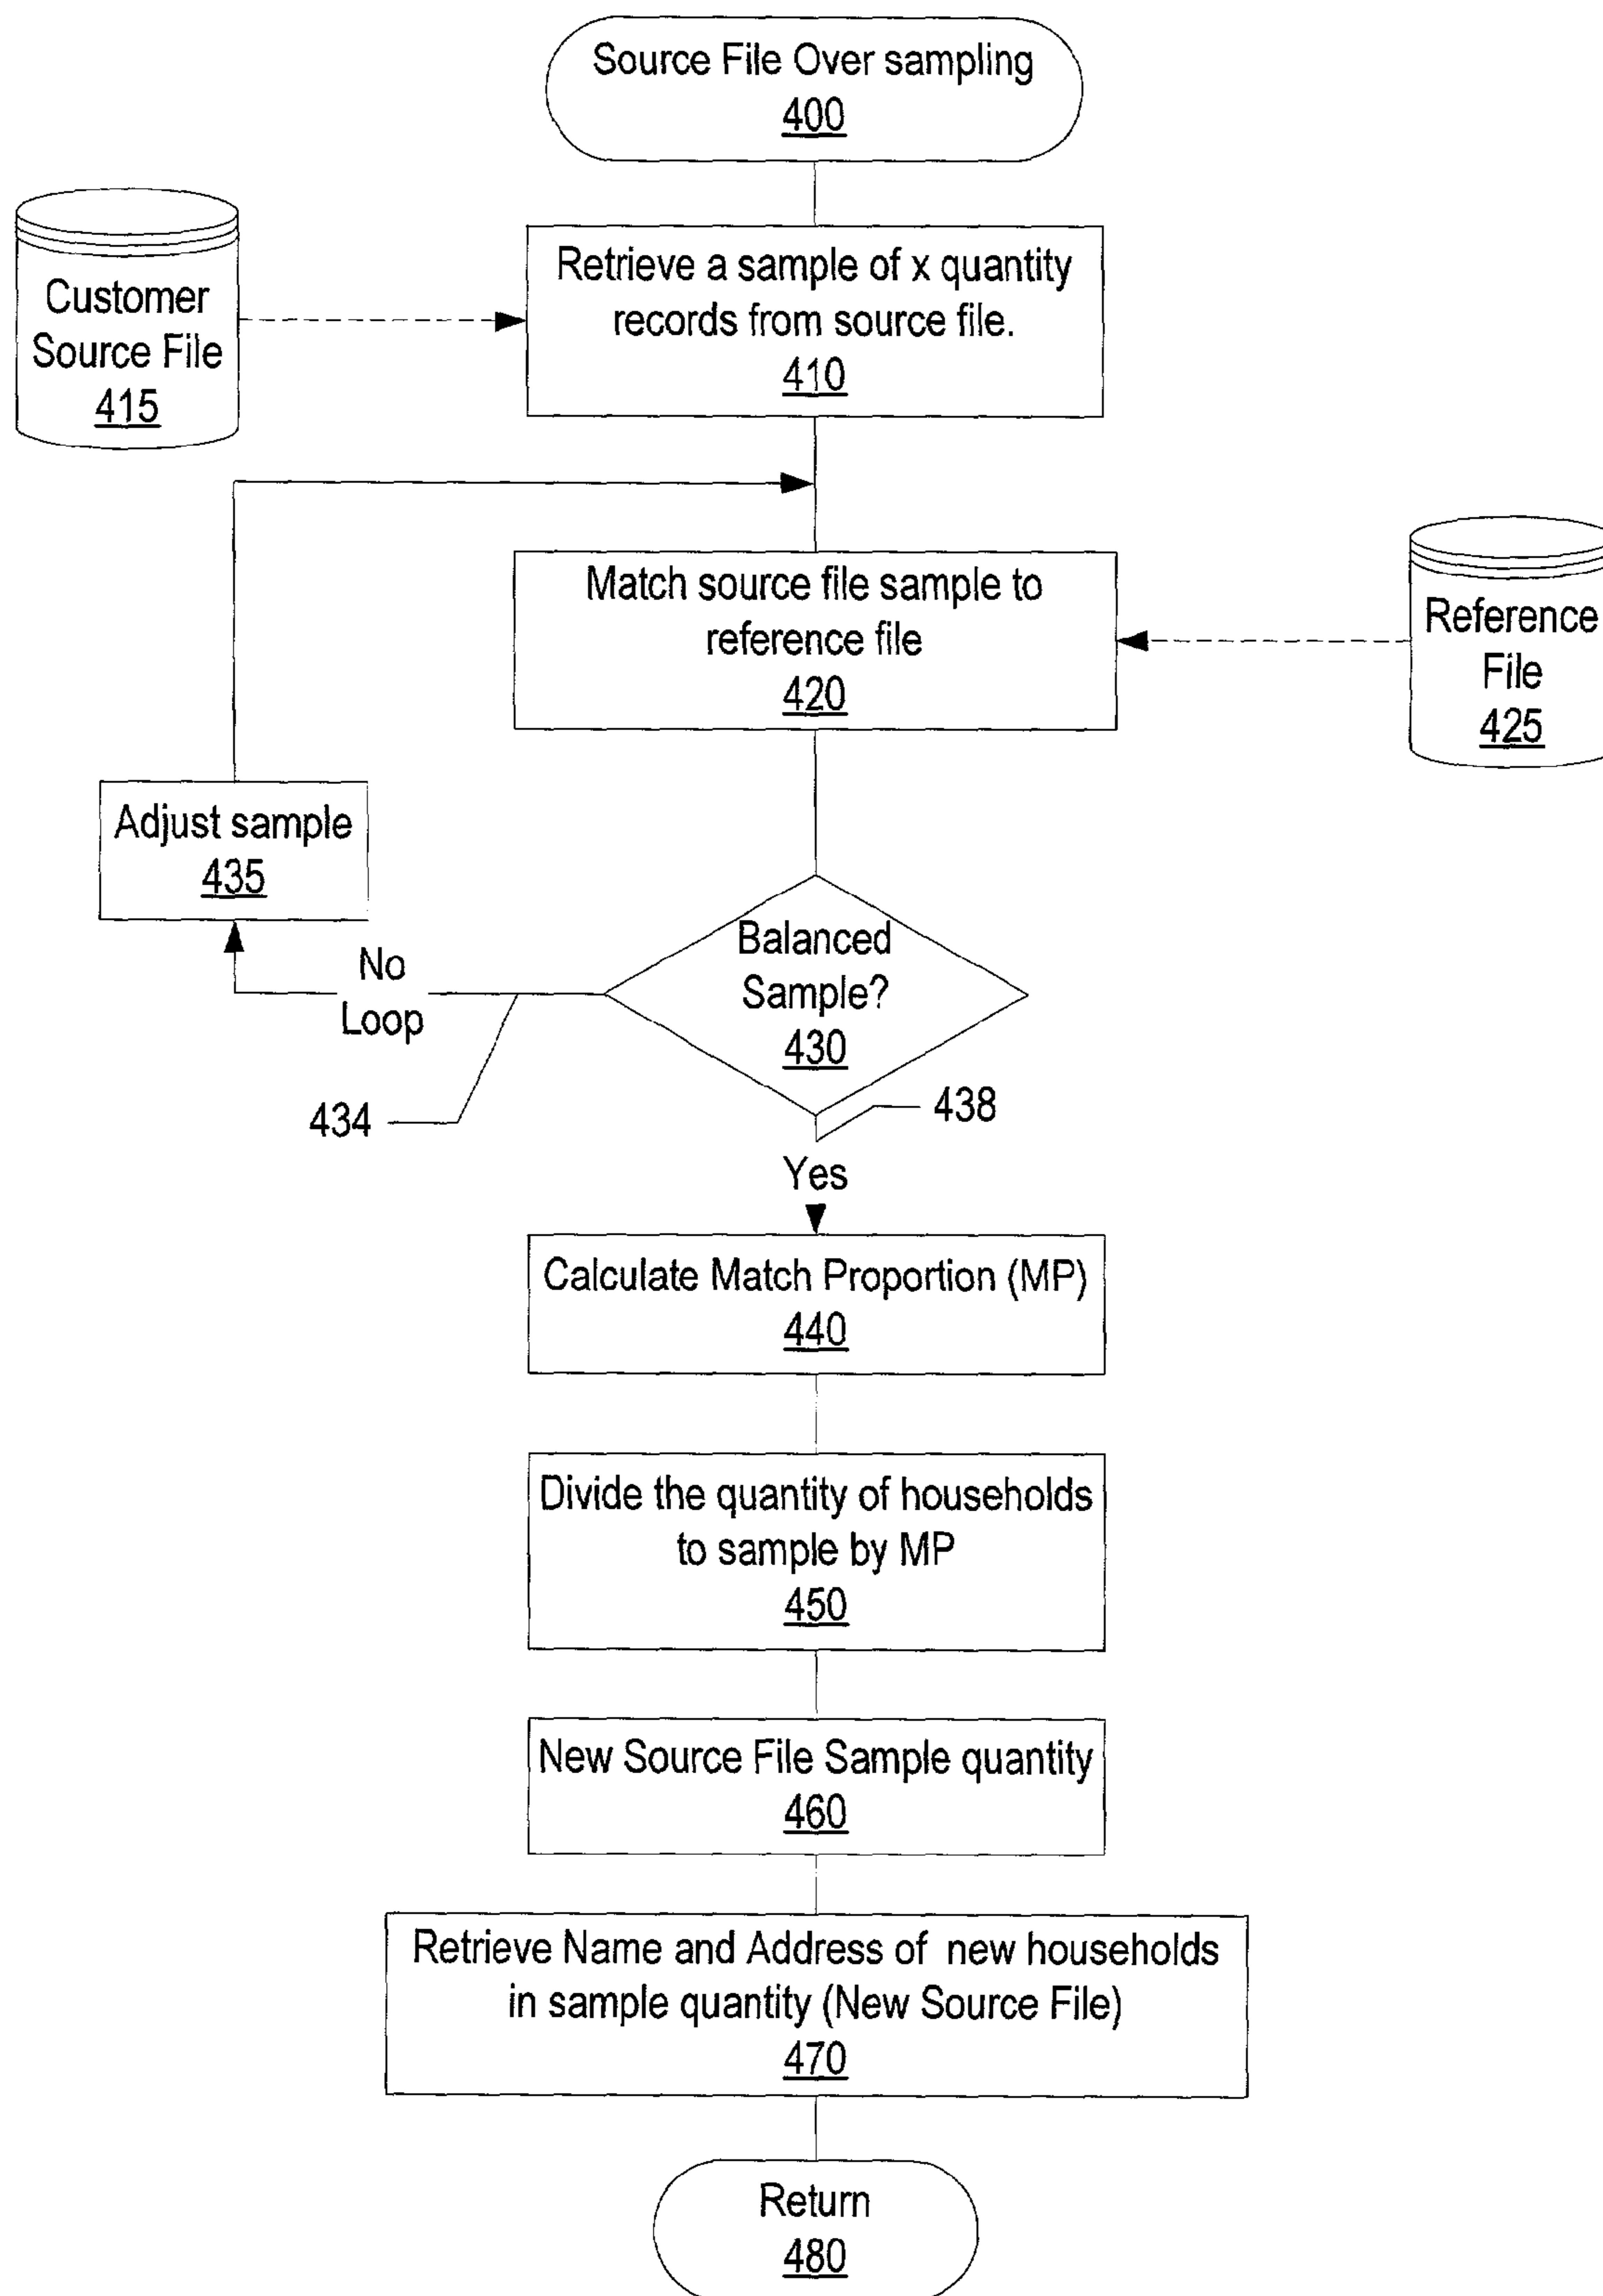 Source File Over sampling
400
Customer
Source File
415
Retrieve a sample of x quantity
records from source file.
410
Match source file sample to
reference file
420
Reference
File
425
Adjust sample
435
Balanced
Sample?
430
No
Loop
434
438
Yes
Calculate Match Proportion (MP)
440
Divide the quantity of households
to sample by MP
450
New Source File Sample quantity
460
Retrieve Name and Address of new households
in sample quantity (New Source File)
470
Return
480